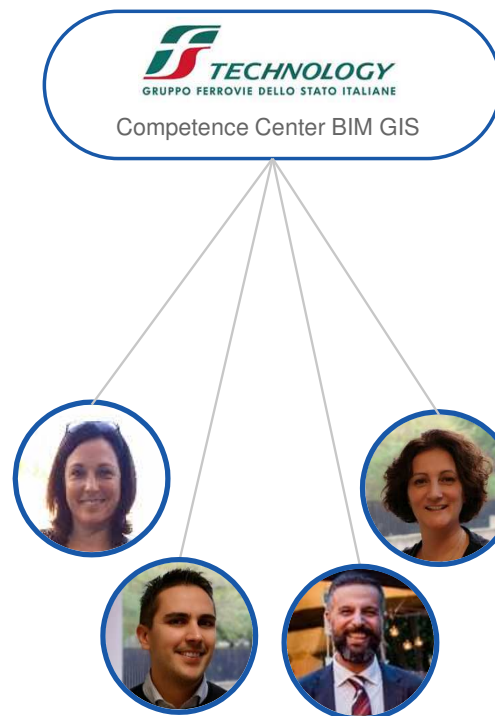 TECHNOLOGY
GRUPPO FERROVIE DELLO STATO ITALIANE
Competence Center BIM GIS